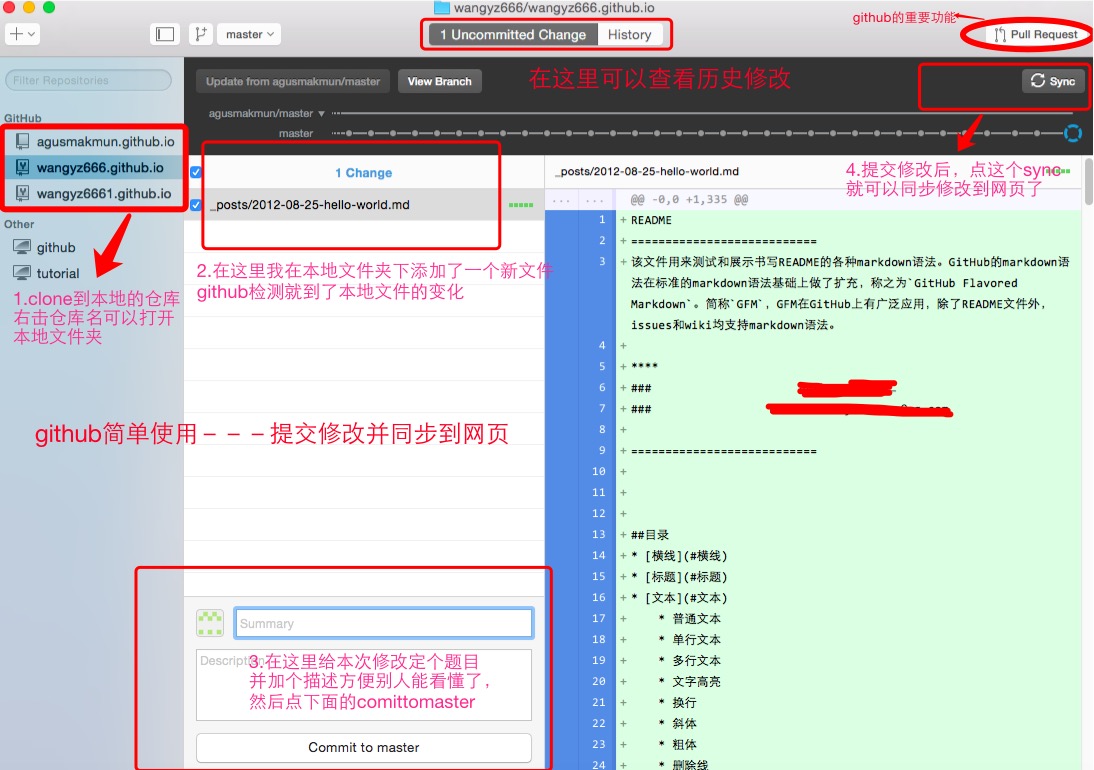 wangyz666/wangyz666.github.io
github的重要功能
master
1 Uncommitted Change
History
Pull Request
Filter Repositories
Update from agusmakmun/master
View Branch
在这里可以查看历史修改
Sync
agusmakmun/master
master
GitHub
agusmakmun.github.io
wangyz666.github.io
wangyz6661.github.io
Other
github
tutorial
1.clone到本地的仓库
右击仓库名可以打开
本地文件夹
1 Change
_posts/2012-08-25-hello-world.md
2.在这里我在本地文件夹下添加了一个新文件
github检测就到了本地文件的变化
_posts/2012-08-25-hello-world.md
4.提交修改后，点这个sync
就可以同步修改到网页了
... ... @@ -0,0 +1,335 @@
1 + README
2 + ===========================
3 + 该文件用来测试和展示书写README的各种markdown语法。GitHub的markdown语
法在标准的markdown语法基础上做了扩充，称之为`GitHub Flavored
Markdown`。简称`GFM`，GFM在GitHub上有广泛应用，除了README文件外，
issues和wiki均支持markdown语法。
4 +
5 + ****
6 + ###
7 + ###
8 +
9 + ===========================
10 +
11 +
12 +
13 + ##目录
14 + * [横线](#横线)
15 + * [标题](#标题)
16 + * [文本](#文本)
17 + * 普通文本
18 + * 单行文本
19 + * 多行文本
20 + * 文字高亮
21 + * 换行
22 + * 斜体
23 + * 粗体
24 + * 删除线
github简单使用－－－提交修改并同步到网页
Summary
Description
3.在这里给本次修改定个题目
并加个描述方便别人能看懂了，
然后点下面的comittomaster
Commit to master